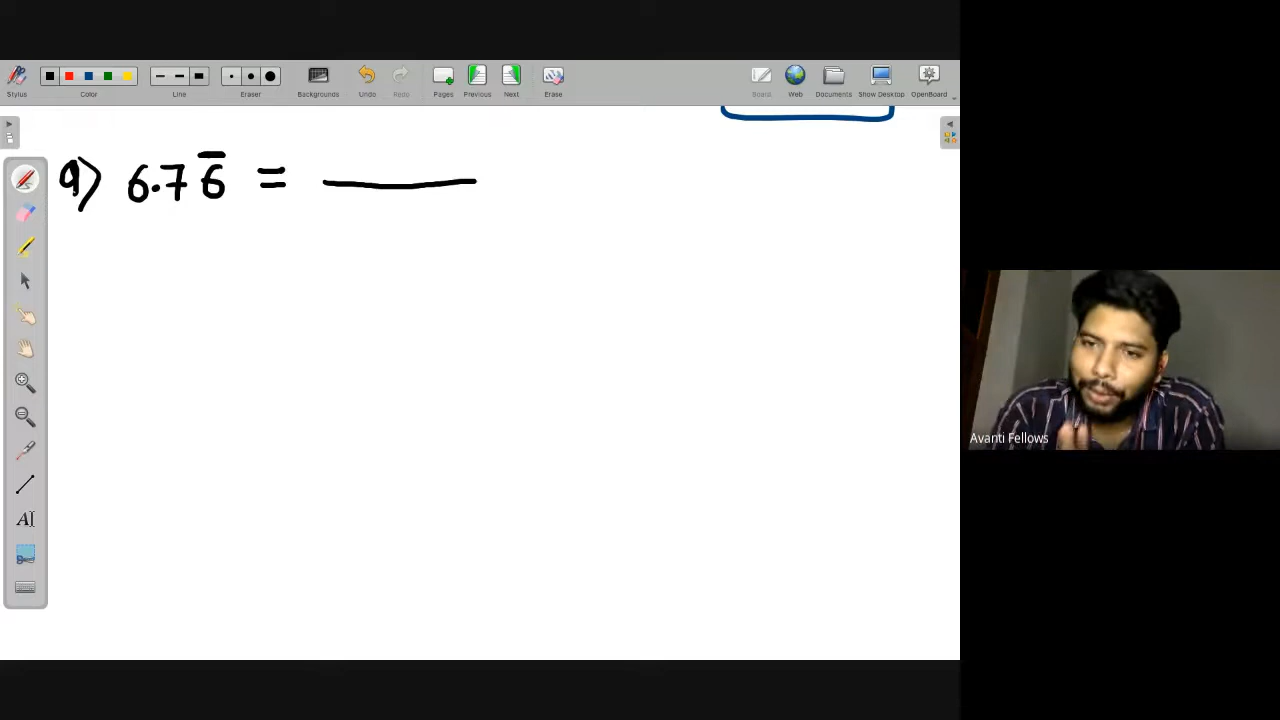 Stylus Color Line Eraser Backgrounds Undo Redo Pages Previous Next Erase Board Web Documents Show Desktop OpenBoard
9) 6.76̅ = ______
Avanti Fellows